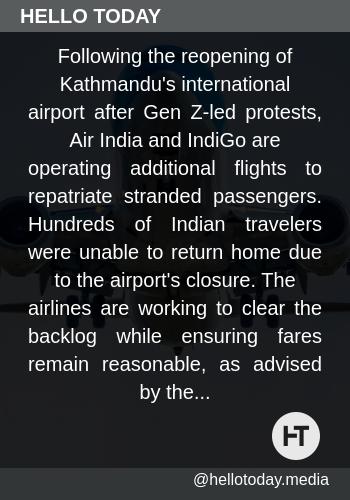 HELLO TODAY
Following the reopening of
Kathmandu's international
airport after Gen Z-led protests,
Air India and IndiGo are
operating additional flights to
repatriate stranded passengers.
Hundreds of Indian travelers
were unable to return home due
to the airport's closure. The
airlines are working to clear the
backlog while ensuring fares
remain reasonable, as advised
by the...
HT
@hellotoday.media